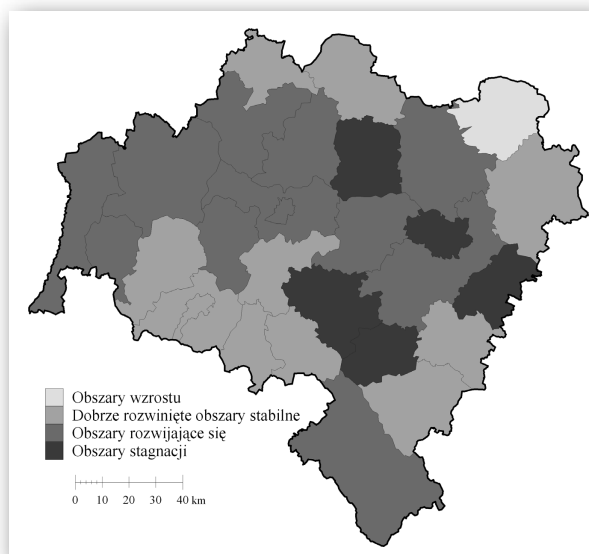 Obszary wzrostu
Dobrze rozwinięte obszary stabilne
Obszary rozwijające się
Obszary stagnacji
0 10 20 30 40 km